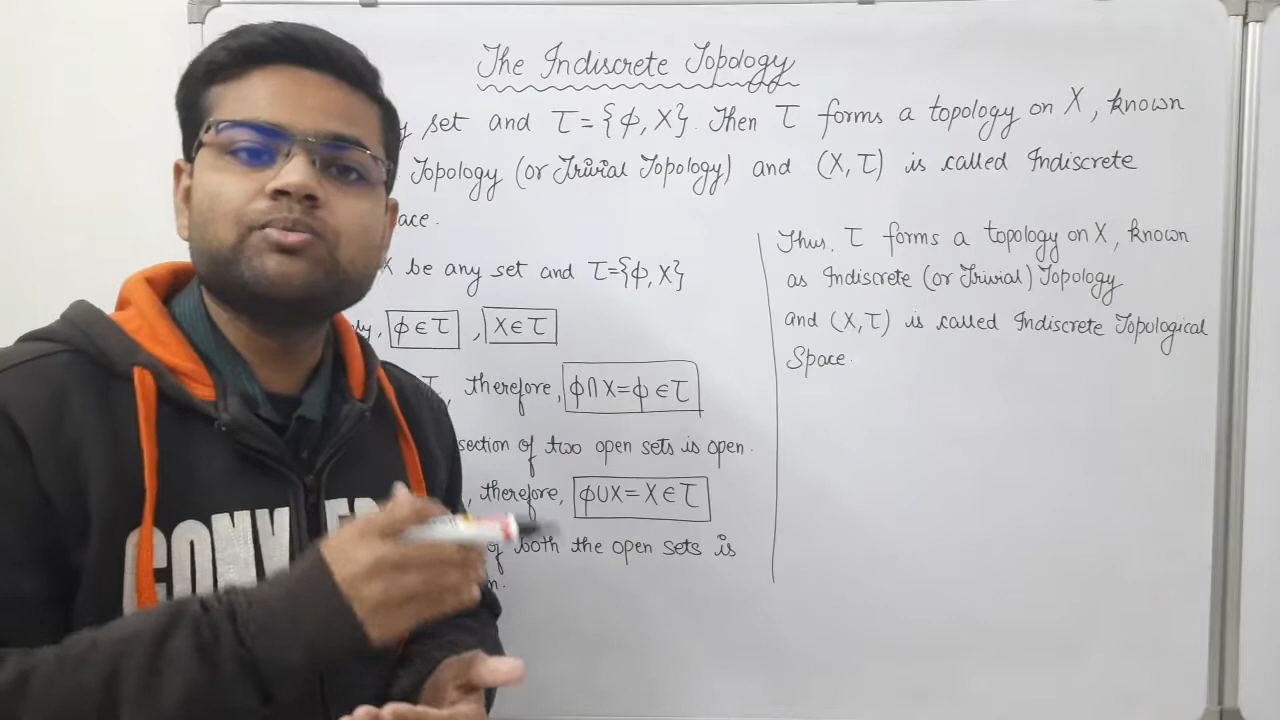 The Indiscrete Topology
set and τ = {φ, X}. Then τ forms a topology on X, known
Topology (or Trivial Topology) and (X, τ) is called Indiscrete
ace.
X be any set and τ={φ, X}
φ ∈ τ , X ∈ τ
τ, therefore, φ∩X=φ ∈ τ
section of two open sets is open.
, therefore, φ∪X=X ∈ τ
of both the open sets is
n.
Thus, τ forms a topology on X, known
as Indiscrete (or Trivial) Topology
and (X,τ) is called Indiscrete Topological
Space.
CONV